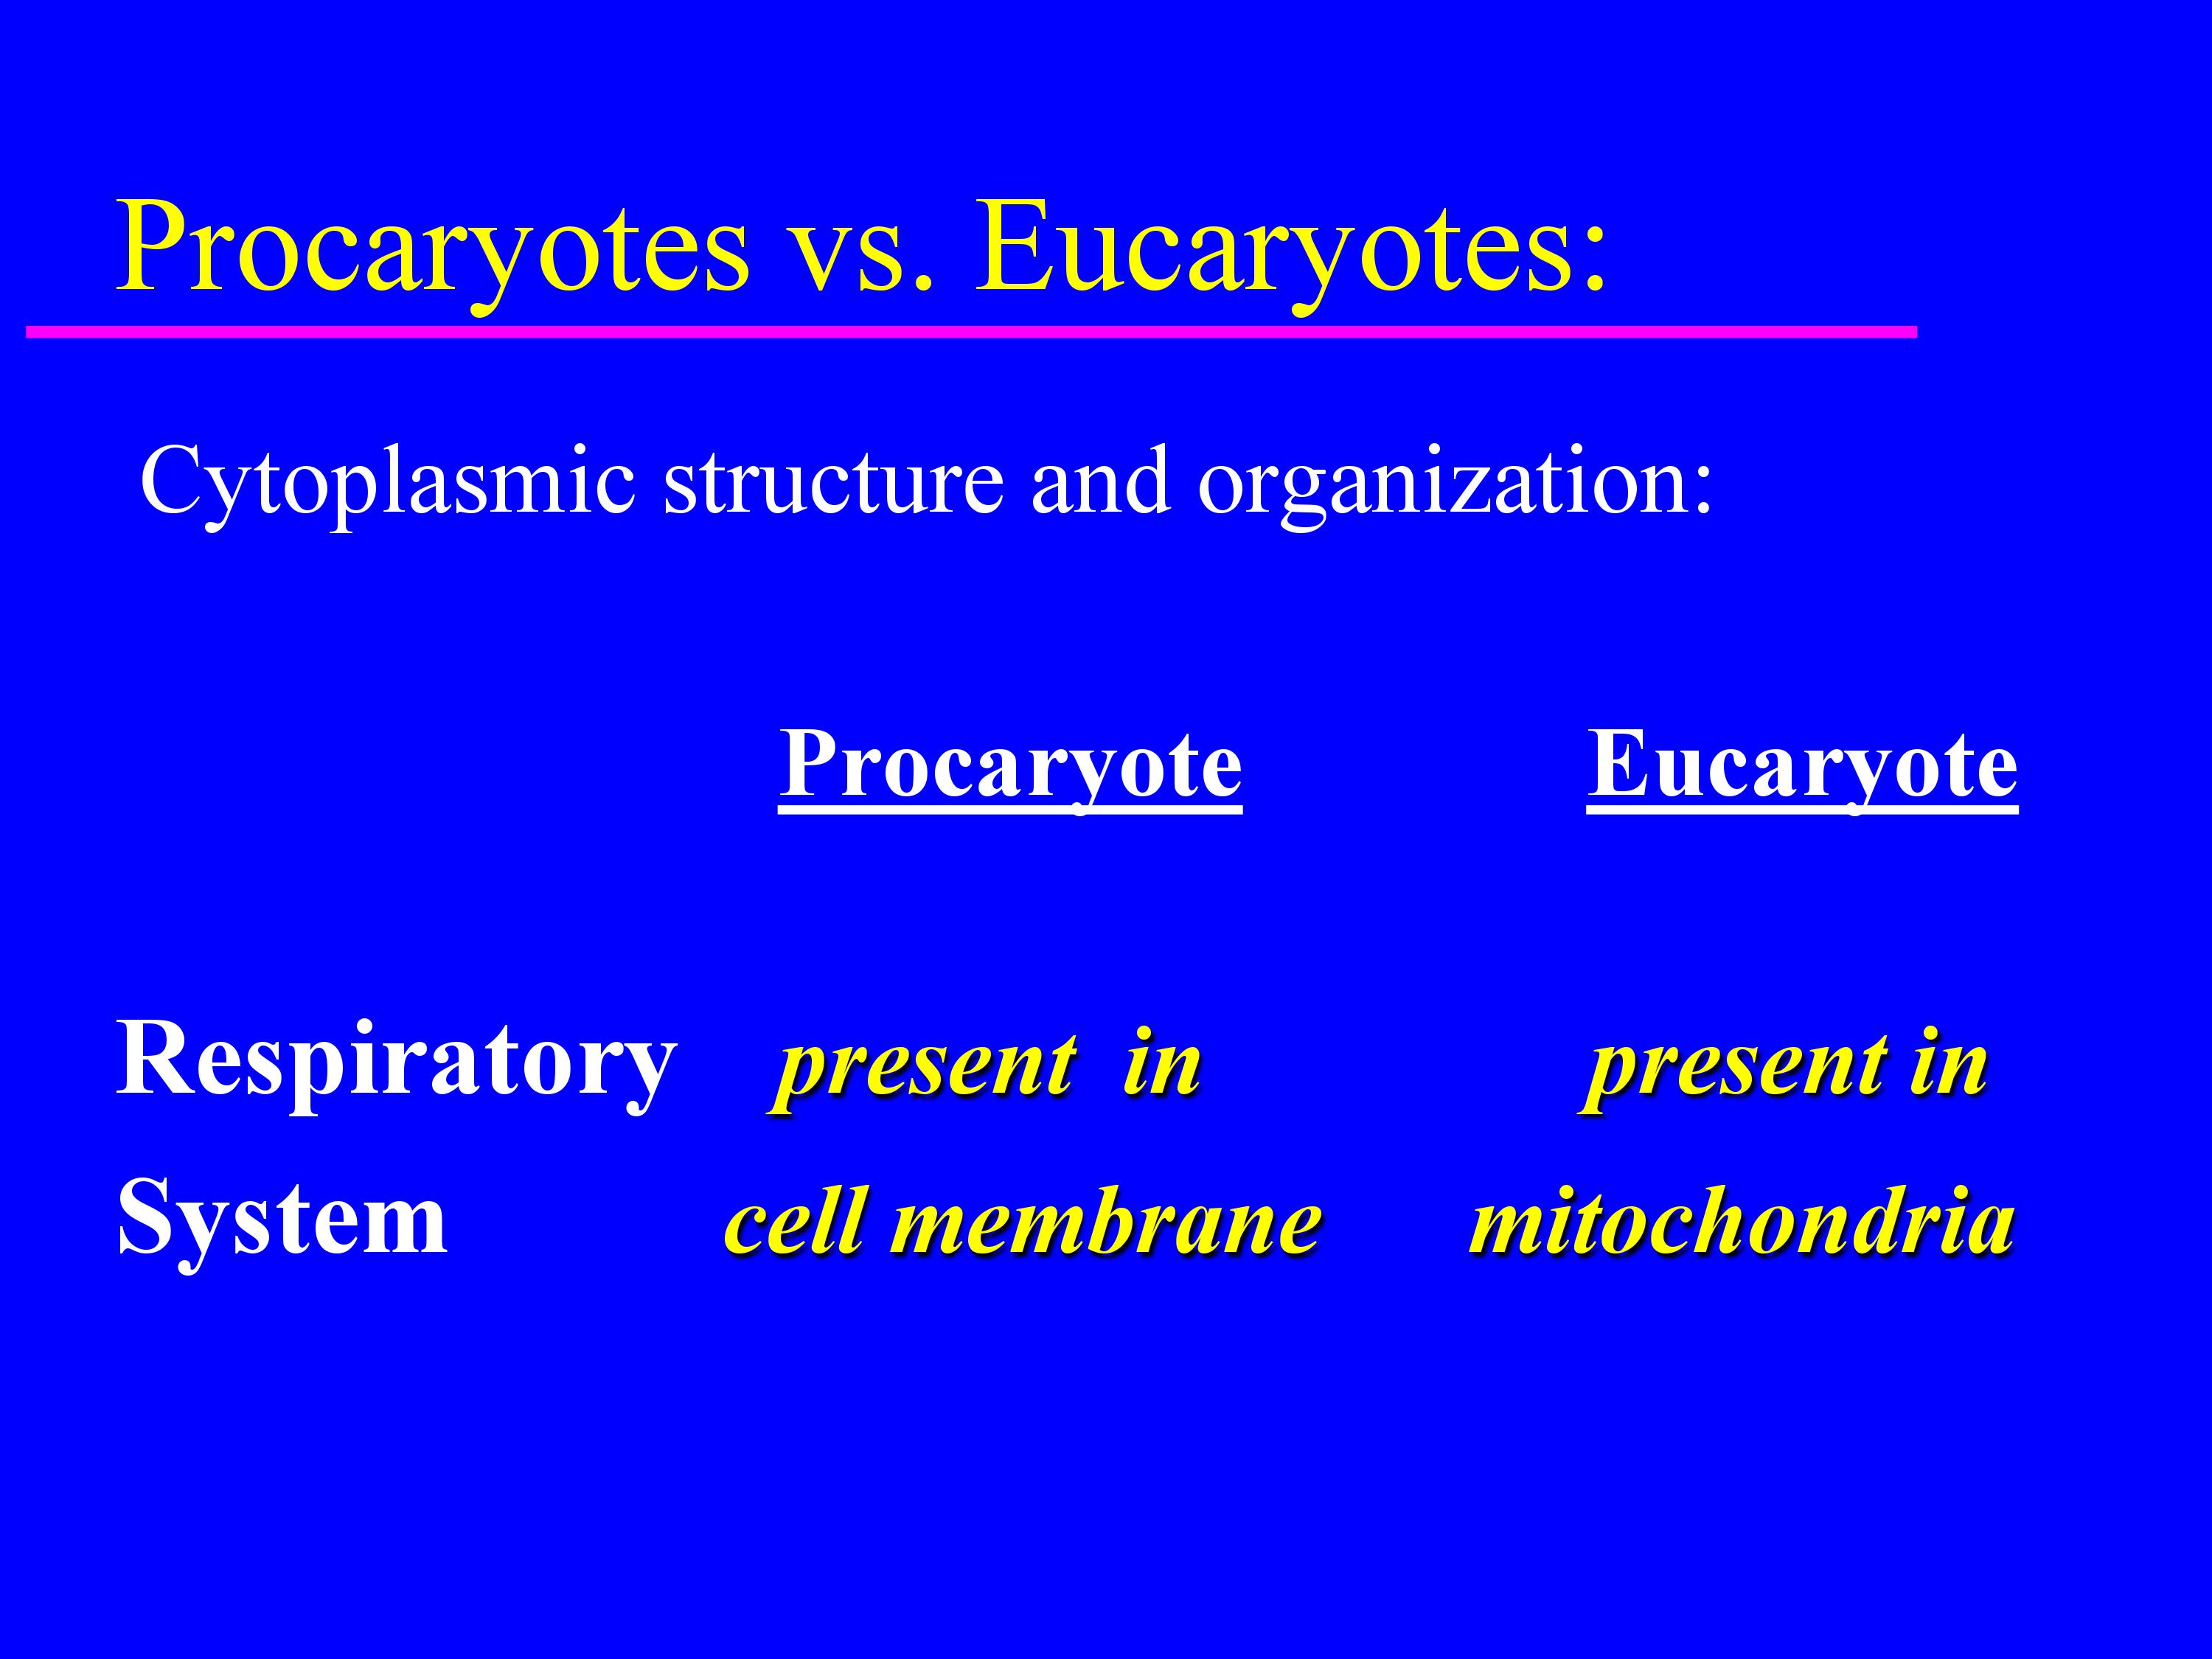 Procaryotes vs. Eucaryotes:
Cytoplasmic structure and organization:
Procaryote Eucaryote
Respiratory present in present in
System cell membrane mitochondria